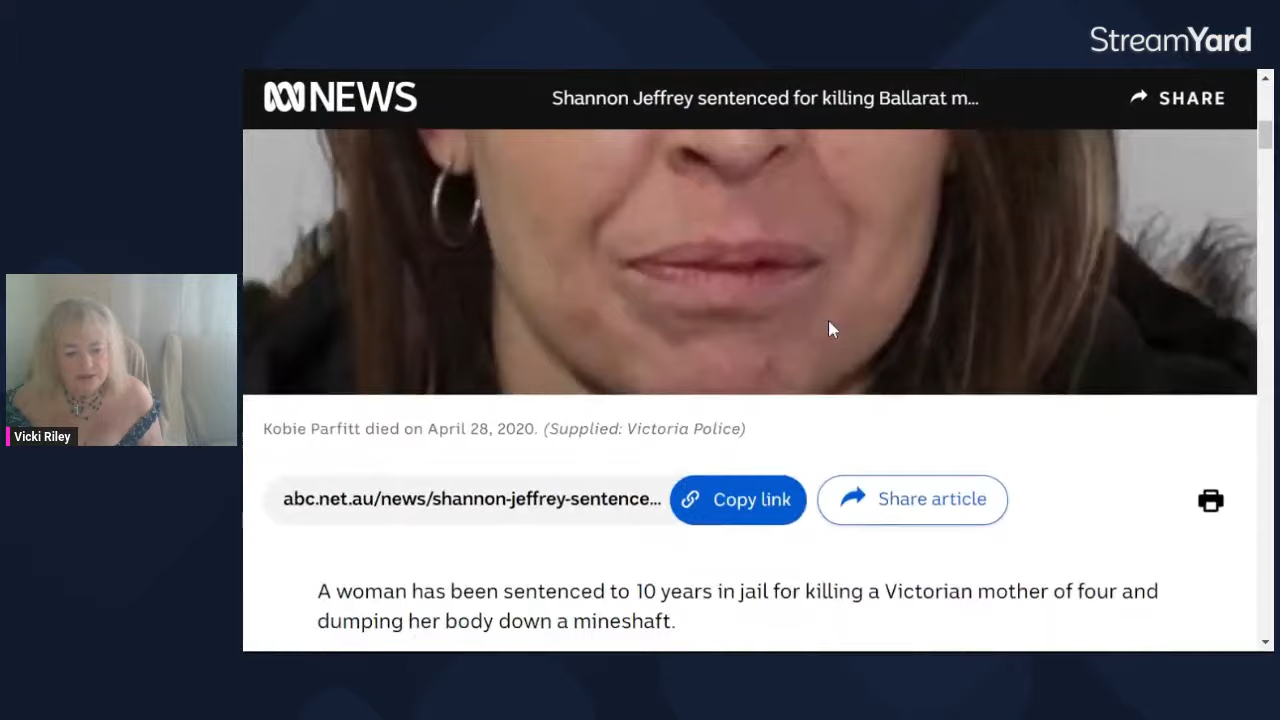 StreamYard
NEWS
Shannon Jeffrey sentenced for killing Ballarat m...
SHARE
Vicki Riley
Kobie Parfitt died on April 28, 2020. (Supplied: Victoria Police)
abc.net.au/news/shannon-jeffrey-sentence...
Copy link
Share article
A woman has been sentenced to 10 years in jail for killing a Victorian mother of four and
dumping her body down a mineshaft.